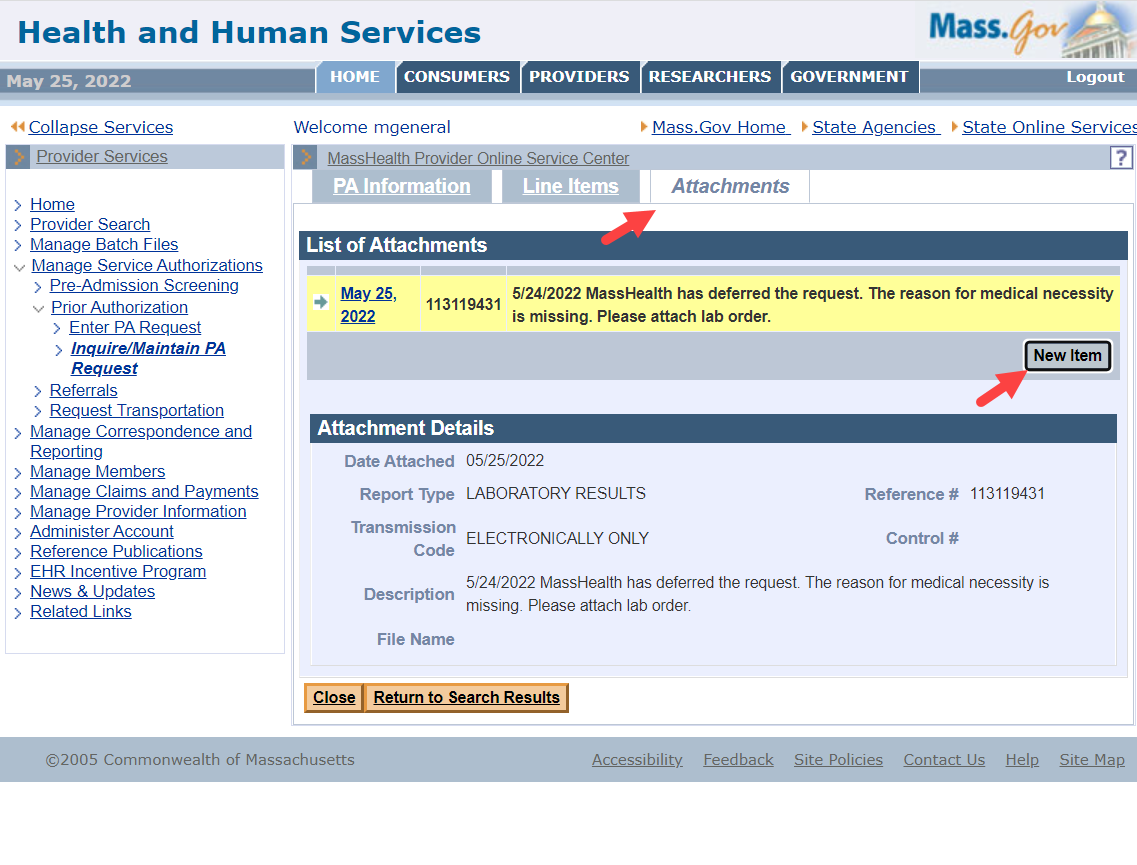 Health and Human Services
Mass.Gov
May 25, 2022
HOME CONSUMERS PROVIDERS RESEARCHERS GOVERNMENT
Logout
Collapse Services
Welcome mgeneral
Mass.Gov Home State Agencies State Online Services
Provider Services
Home
Provider Search
Manage Batch Files
Manage Service Authorizations
Pre-Admission Screening
Prior Authorization
Enter PA Request
Inquire/Maintain PA
Request
Referrals
Request Transportation
Manage Correspondence and
Reporting
Manage Members
Manage Claims and Payments
Manage Provider Information
Administer Account
Reference Publications
EHR Incentive Program
News & Updates
Related Links
MassHealth Provider Online Service Center
?
PA Information Line Items Attachments
List of Attachments
May 25,
2022
113119431
5/24/2022 MassHealth has deferred the request. The reason for medical necessity
is missing. Please attach lab order.
New Item
Attachment Details
Date Attached 05/25/2022
Report Type LABORATORY RESULTS Reference # 113119431
Transmission
Code
ELECTRONICALLY ONLY Control #
Description
5/24/2022 MassHealth has deferred the request. The reason for medical necessity is
missing. Please attach lab order.
File Name
Close Return to Search Results
©2005 Commonwealth of Massachusetts
Accessibility Feedback Site Policies Contact Us Help Site Map